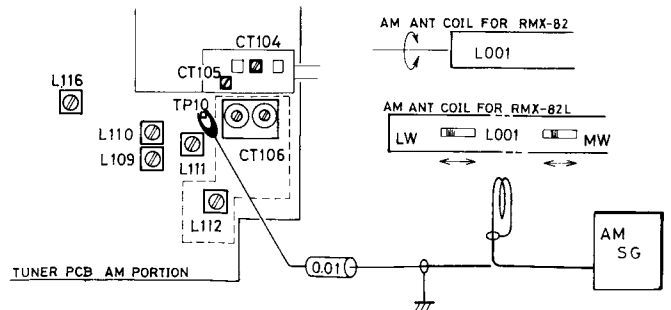 CT104
CT105
L116
TP10
L110
L109
L111
CT106
L112
TUNER PCB AM PORTION
0.01
AM ANT COIL FOR RMX-82
L001
AM ANT COIL FOR RMX-82L
LW L001 MW
AM
SG